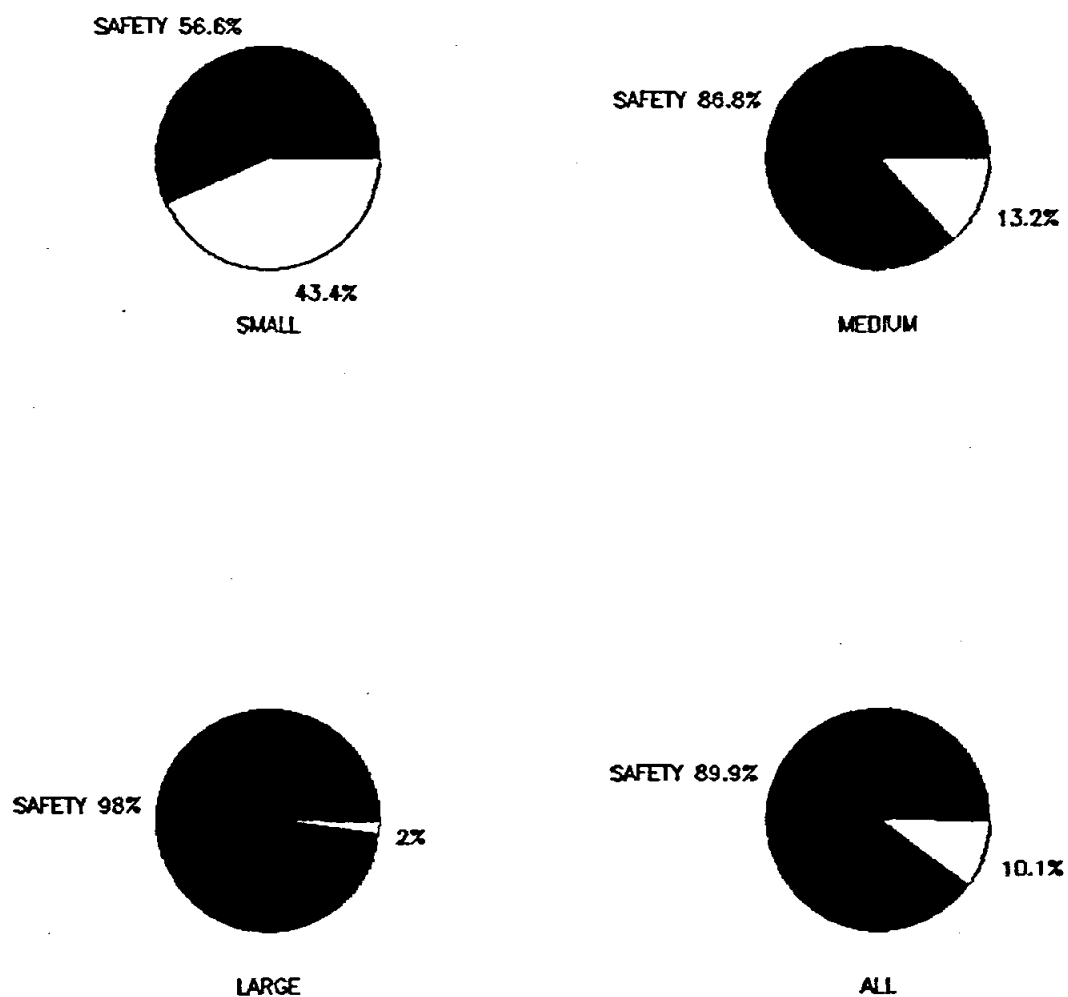 SAFETY 56.6%
43.4%
SMALL
SAFETY 86.8%
13.2%
MEDIUM
SAFETY 98%
2%
LARGE
SAFETY 89.9%
10.1%
ALL